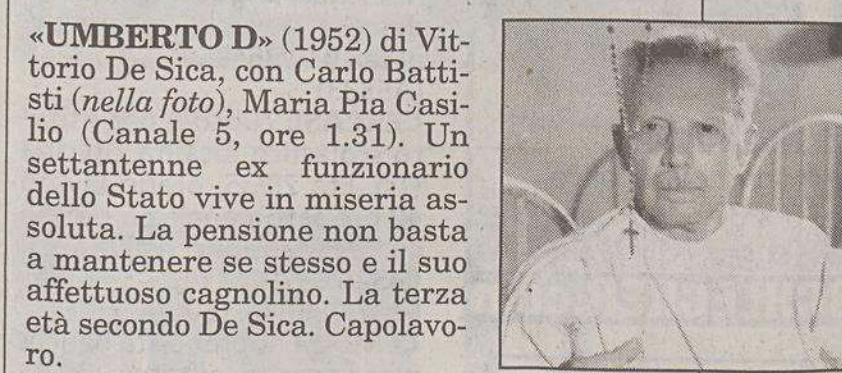 «UMBERTO D» (1952) di Vit-
torio De Sica, con Carlo Batti-
sti (nella foto), Maria Pia Casi-
lio (Canale 5, ore 1.31). Un
settantenne ex funzionario
dello Stato vive in miseria as-
soluta. La pensione non basta
a mantenere se stesso e il suo
affettuoso cagnolino. La terza
età secondo De Sica. Capolavo-
ro.